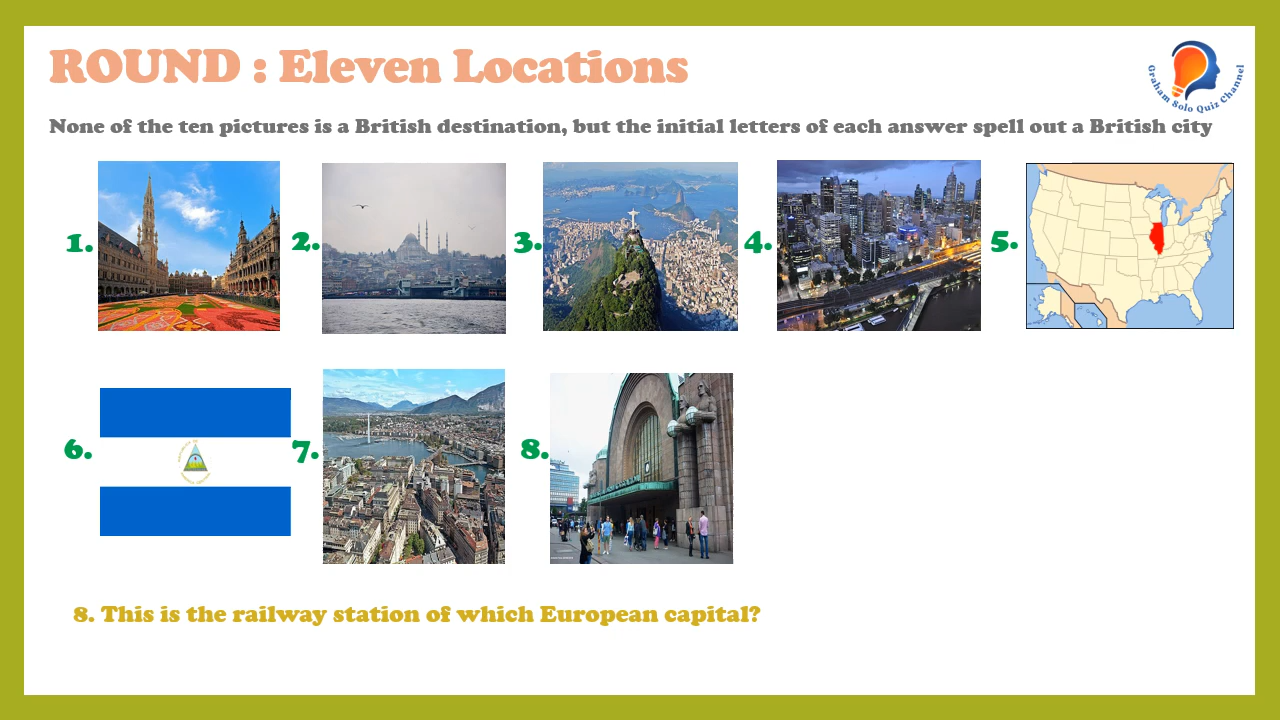 ROUND : Eleven Locations
Graham Solo Quiz Channel
None of the ten pictures is a British destination, but the initial letters of each answer spell out a British city
1.
2.
3.
4.
5.
6.
7.
8.
8. This is the railway station of which European capital?